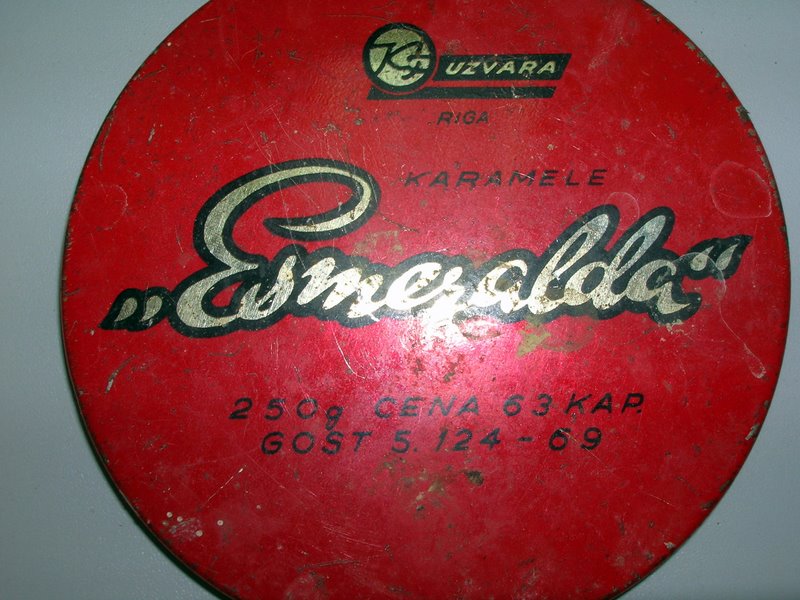 UZVARA
RIGA
KARAMELE
„Esmeralda“
250g CENA 63 KAP.
GOST 5. 124 - 69